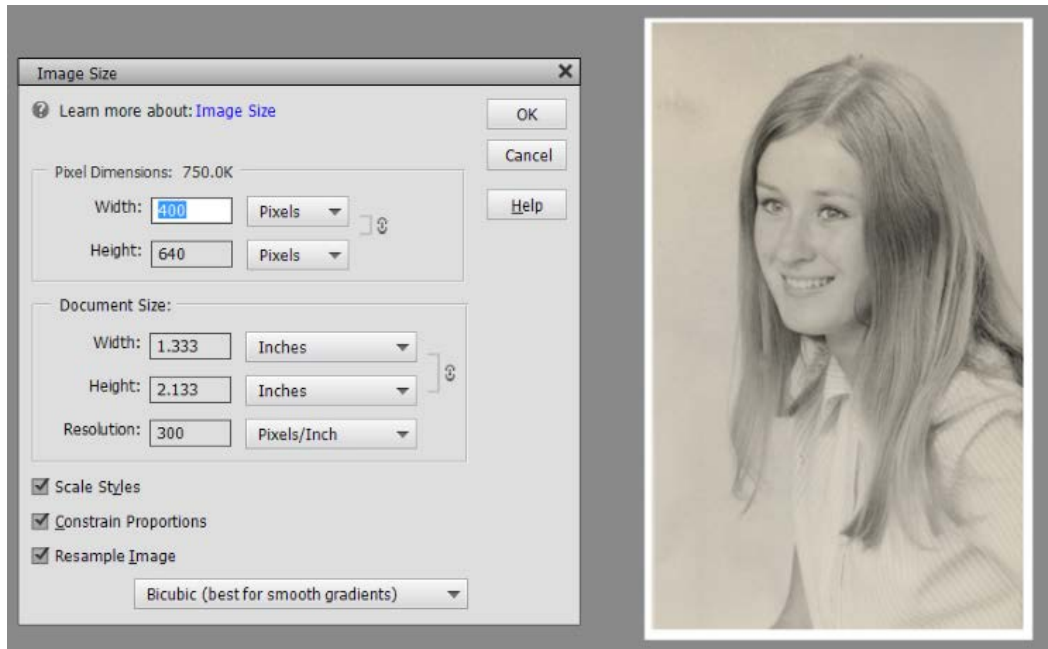 Image Size
Learn more about: Image Size
OK
Cancel
Help
Pixel Dimensions: 750.0K
Width: 400 Pixels
Height: 640 Pixels
Document Size:
Width: 1.333 Inches
Height: 2.133 Inches
Resolution: 300 Pixels/Inch
Scale Styles
Constrain Proportions
Resample Image
Bicubic (best for smooth gradients)